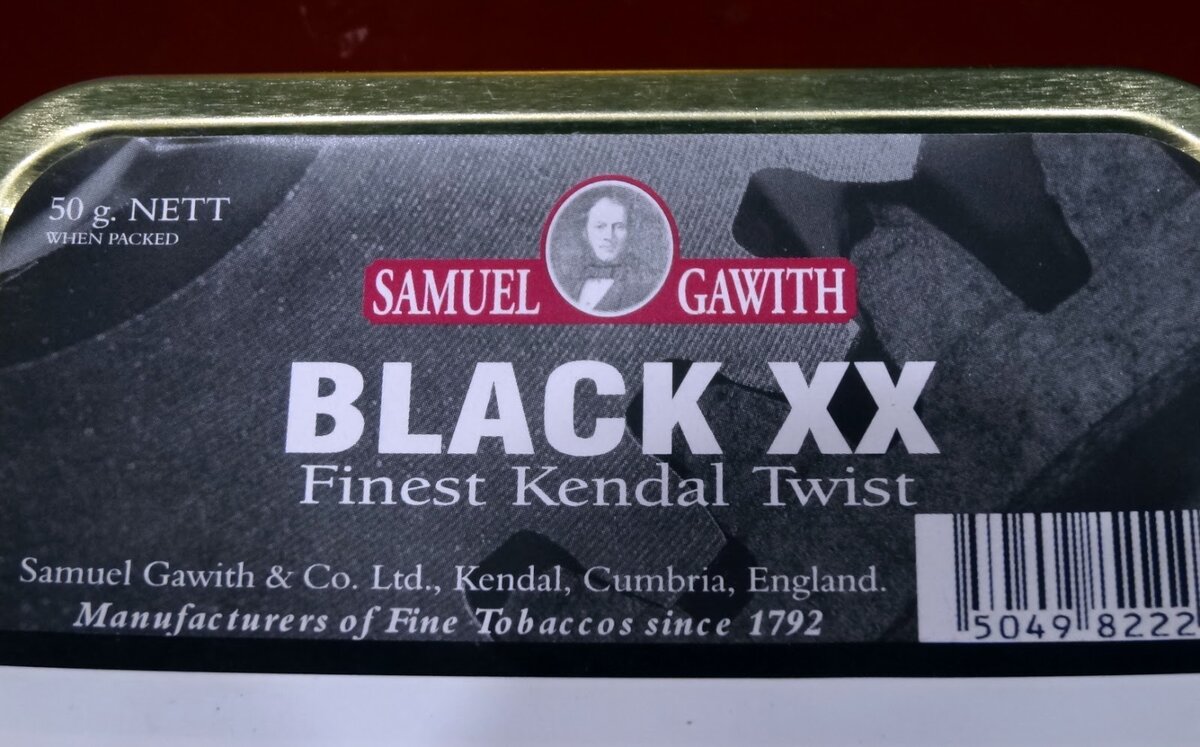 50 g. NETT
WHEN PACKED
SAMUEL GAWITH
BLACK XX
Finest Kendal Twist
Samuel Gawith & Co. Ltd., Kendal, Cumbria, England.
Manufacturers of Fine Tobaccos since 1792
5049 8222